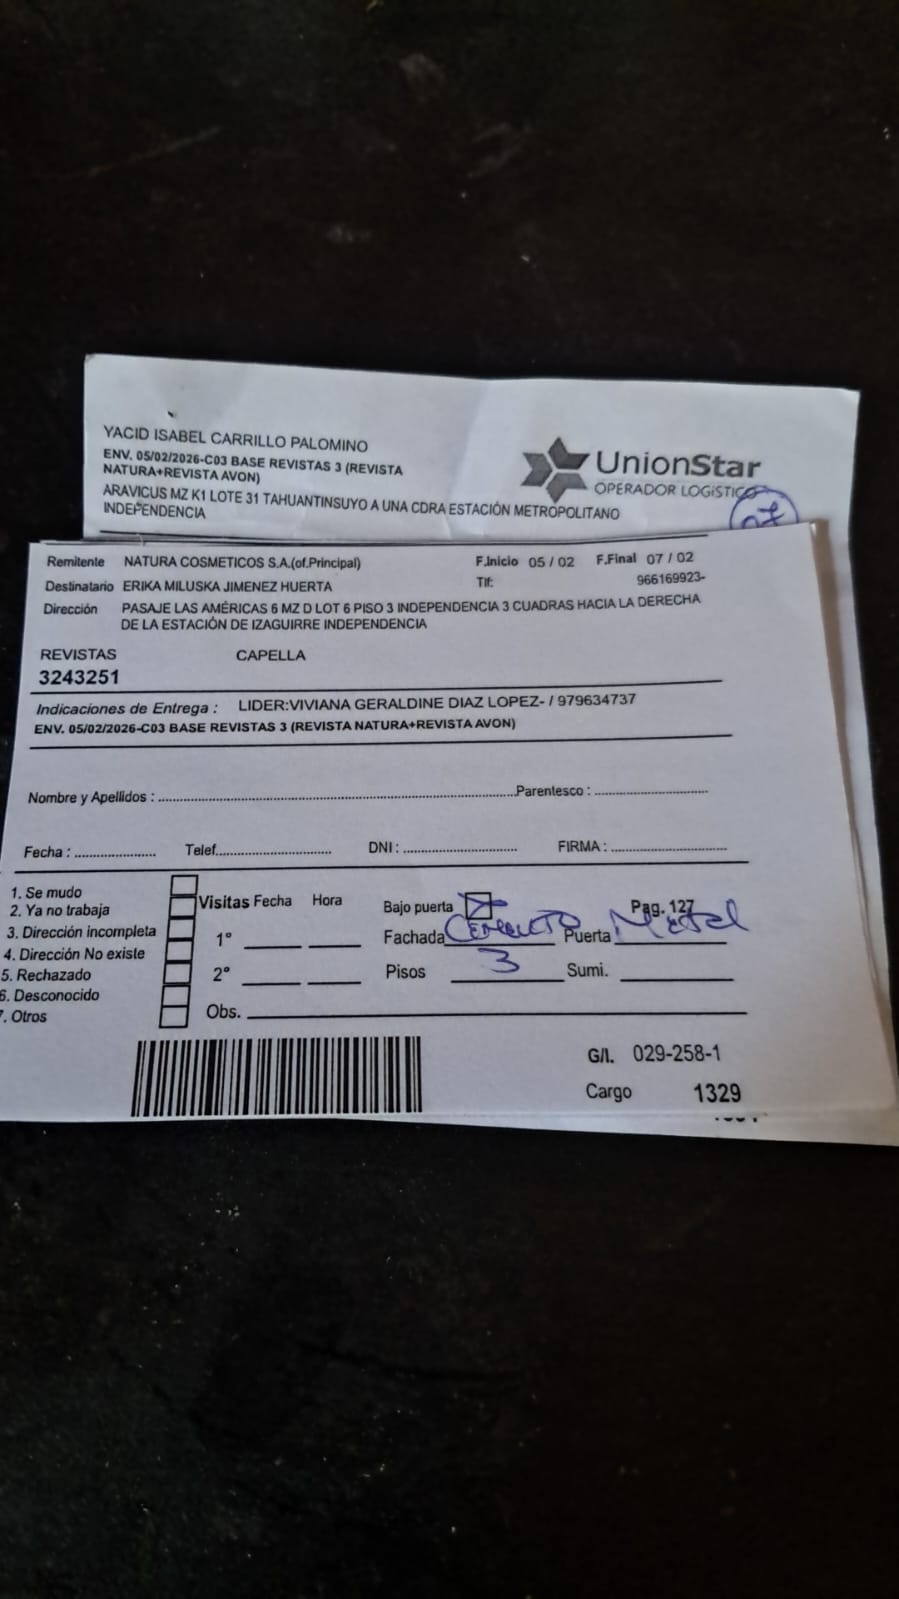 YACID ISABEL CARRILLO PALOMINO
ENV. 05/02/2026-C03 BASE REVISTAS 3 (REVISTA
NATURA+REVISTA AVON)
ARAVICUS MZ K1 LOTE 31 TAHUANTINSUYO A UNA CDRA ESTACIÓN METROPOLITANO
INDEPENDENCIA
UnionStar
OPERADOR LOGíSTICO
07
Remitente NATURA COSMETICOS S.A.(of.Principal) F.Inicio 05 / 02 F.Final 07 / 02
Destinatario ERIKA MILUSKA JIMENEZ HUERTA Tlf: 966169923-
Dirección PASAJE LAS AMÉRICAS 6 MZ D LOT 6 PISO 3 INDEPENDENCIA 3 CUADRAS HACIA LA DERECHA
DE LA ESTACIÓN DE IZAGUIRRE INDEPENDENCIA
REVISTAS CAPELLA
3243251
Indicaciones de Entrega : LIDER:VIVIANA GERALDINE DIAZ LOPEZ- / 979634737
ENV. 05/02/2026-C03 BASE REVISTAS 3 (REVISTA NATURA+REVISTA AVON)
Nombre y Apellidos : Parentesco :
Fecha : Telef. DNI : FIRMA :
1. Se mudo
2. Ya no trabaja
3. Dirección incompleta
4. Dirección No existe
5. Rechazado
6. Desconocido
7. Otros
Visitas Fecha Hora
1°
2°
Obs.
Bajo puerta Pag. 127
Fachada Cemento Puerta Metal
Pisos 3 Sumi.
G/l. 029-258-1
Cargo 1329